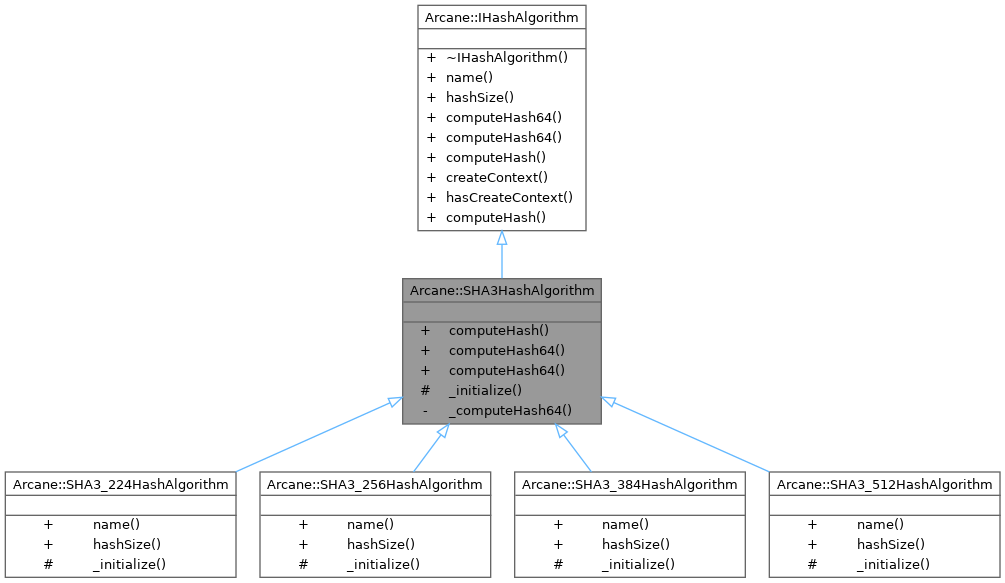 Arcane::IHashAlgorithm
+ ~IHashAlgorithm()
+ name()
+ hashSize()
+ computeHash64()
+ computeHash64()
+ computeHash()
+ createContext()
+ hasCreateContext()
+ computeHash()
Arcane::SHA3HashAlgorithm
+ computeHash()
+ computeHash64()
+ computeHash64()
# _initialize()
- _computeHash64()
Arcane::SHA3_224HashAlgorithm
+ name()
+ hashSize()
# _initialize()
Arcane::SHA3_256HashAlgorithm
+ name()
+ hashSize()
# _initialize()
Arcane::SHA3_384HashAlgorithm
+ name()
+ hashSize()
# _initialize()
Arcane::SHA3_512HashAlgorithm
+ name()
+ hashSize()
# _initialize()